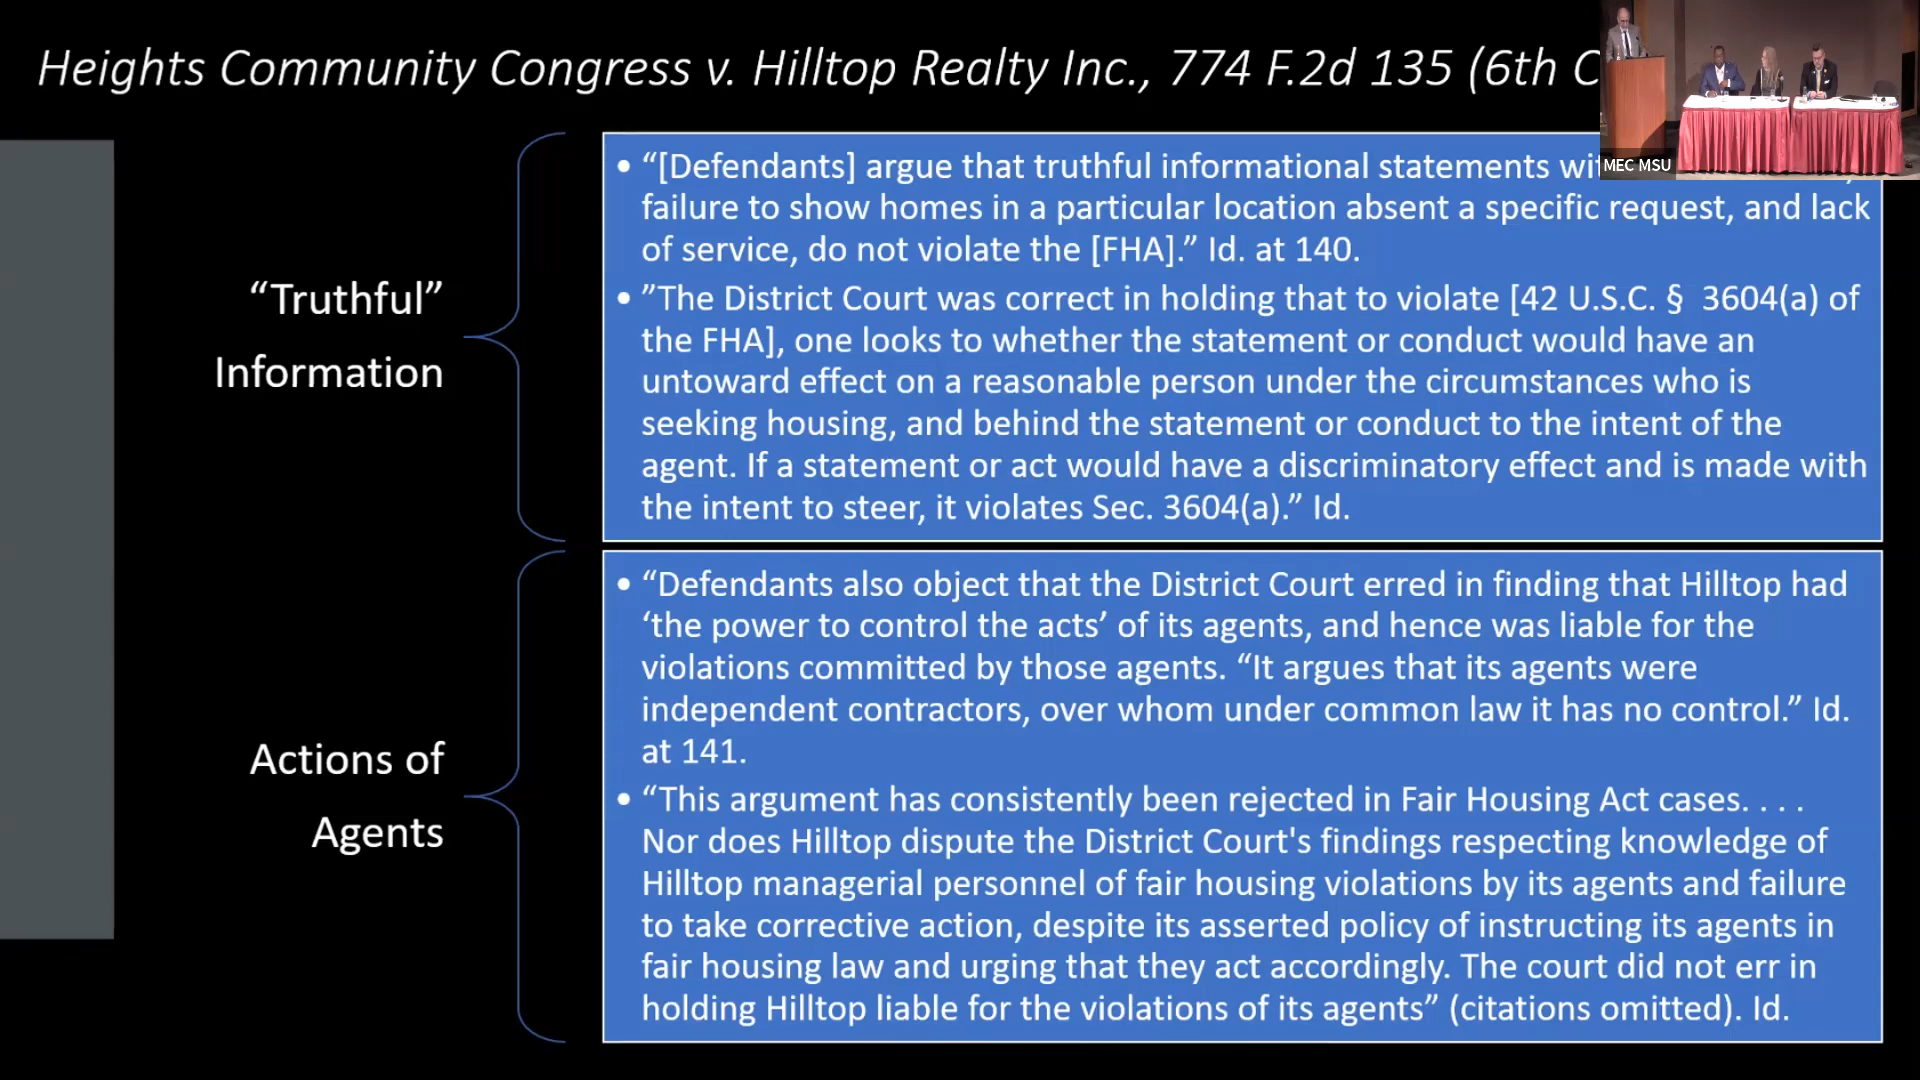 Heights Community Congress v. Hilltop Realty Inc., 774 F.2d 135 (6th C
MEC MSU
“Truthful”
Information
• “[Defendants] argue that truthful informational statements
failure to show homes in a particular location absent a specific request, and lack
of service, do not violate the [FHA].” Id. at 140.
• ”The District Court was correct in holding that to violate [42 U.S.C. § 3604(a) of
the FHA], one looks to whether the statement or conduct would have an
untoward effect on a reasonable person under the circumstances who is
seeking housing, and behind the statement or conduct to the intent of the
agent. If a statement or act would have a discriminatory effect and is made with
the intent to steer, it violates Sec. 3604(a).” Id.
Actions of
Agents
• “Defendants also object that the District Court erred in finding that Hilltop had
‘the power to control the acts’ of its agents, and hence was liable for the
violations committed by those agents. “It argues that its agents were
independent contractors, over whom under common law it has no control.” Id.
at 141.
• “This argument has consistently been rejected in Fair Housing Act cases. . . .
Nor does Hilltop dispute the District Court's findings respecting knowledge of
Hilltop managerial personnel of fair housing violations by its agents and failure
to take corrective action, despite its asserted policy of instructing its agents in
fair housing law and urging that they act accordingly. The court did not err in
holding Hilltop liable for the violations of its agents” (citations omitted). Id.